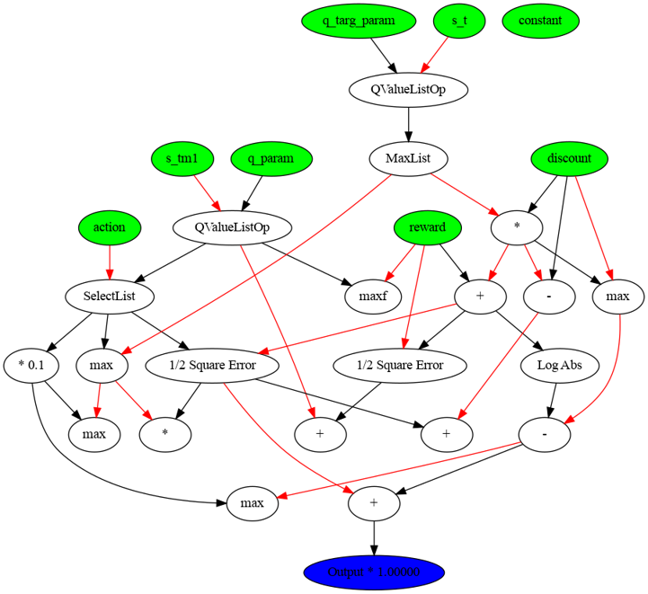 q_targ_param
s_t
constant
QValueListOp
s_tm1
q_param
MaxList
discount
action
QValueListOp
reward
*
SelectList
maxf
+
-
max
* 0.1
max
1/2 Square Error
1/2 Square Error
Log Abs
max
*
+
+
-
max
+
Output * 1.00000